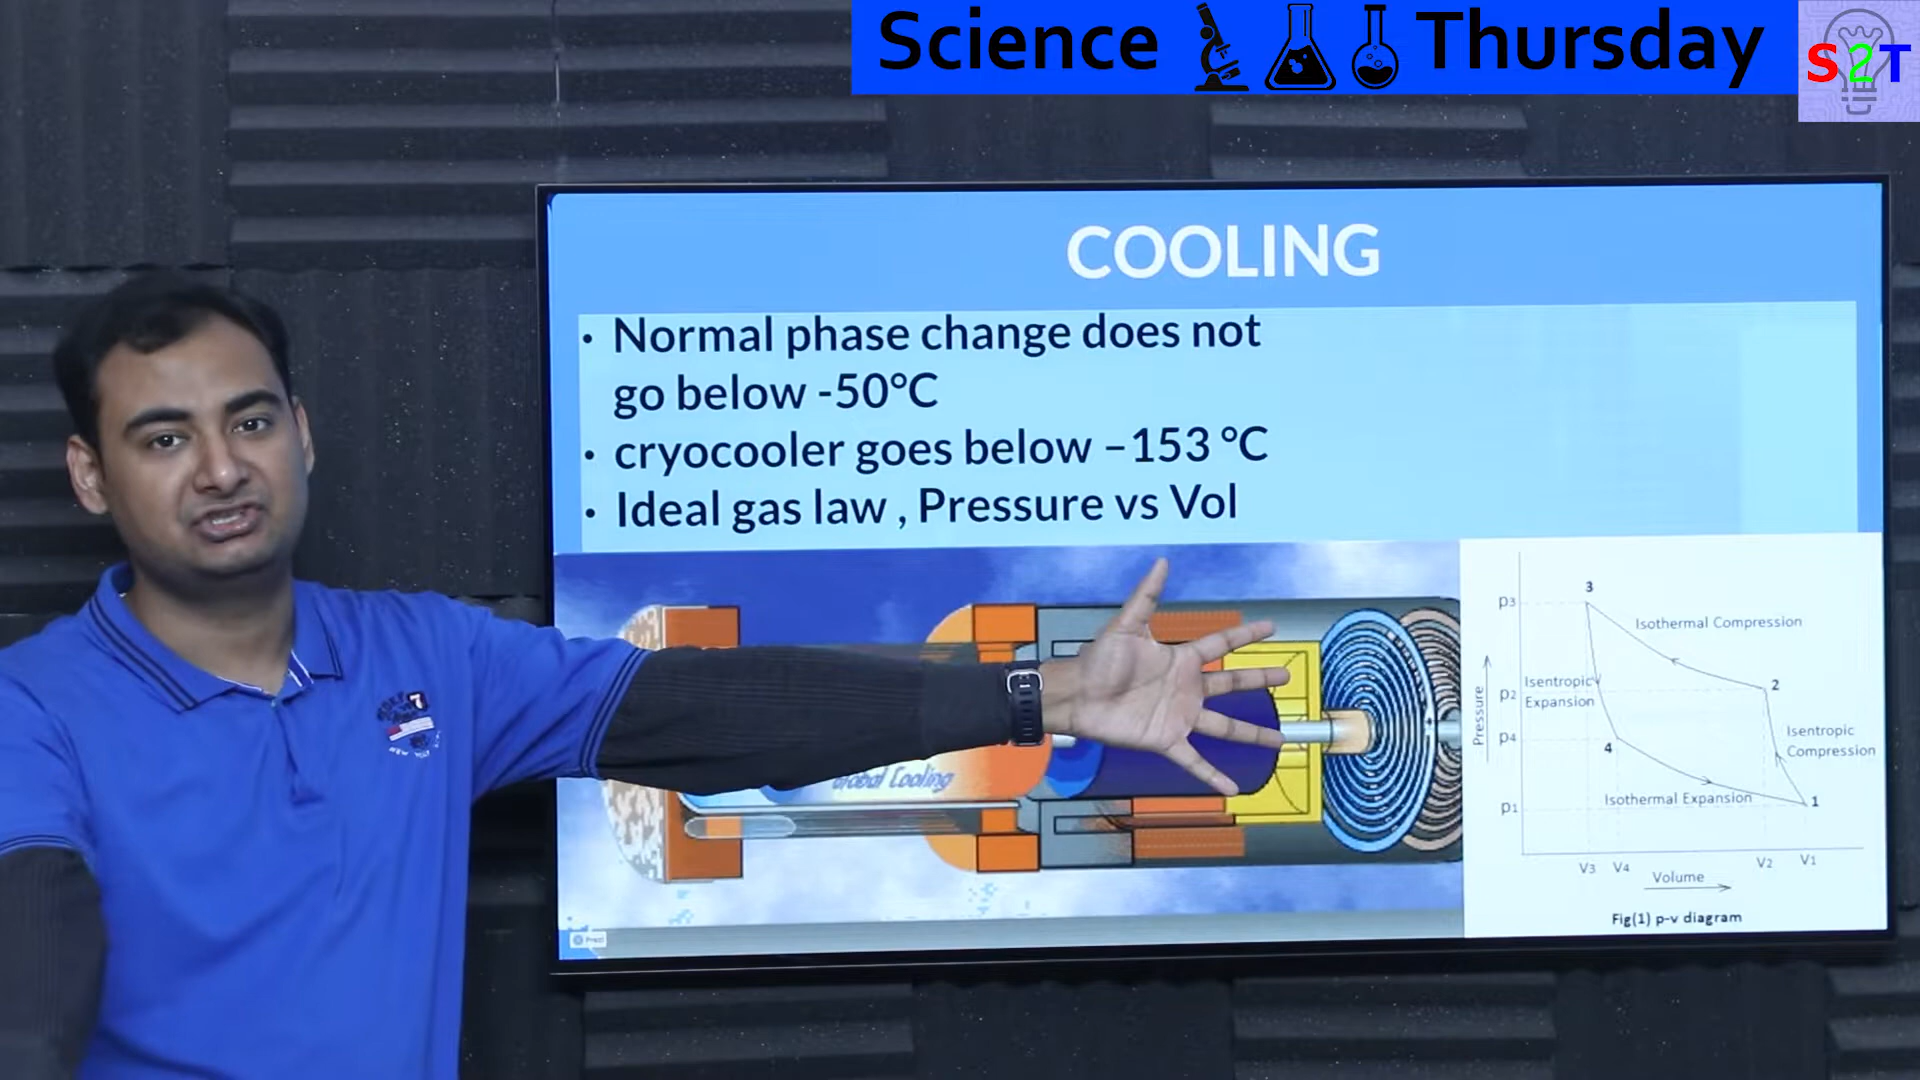 Science Thursday
S2T
COOLING
• Normal phase change does not
go below -50°C
• cryocooler goes below –153 °C
• Ideal gas law , Pressure vs Vol
Global Cooling
7
Prezi
3
p3
Isothermal Compression
Isentropic
Expansion
p2
2
Pressure
p4
4
Isentropic
Compression
Isothermal Expansion
1
p1
V3 V4 V2 V1
Volume
Fig(1) p-v diagram